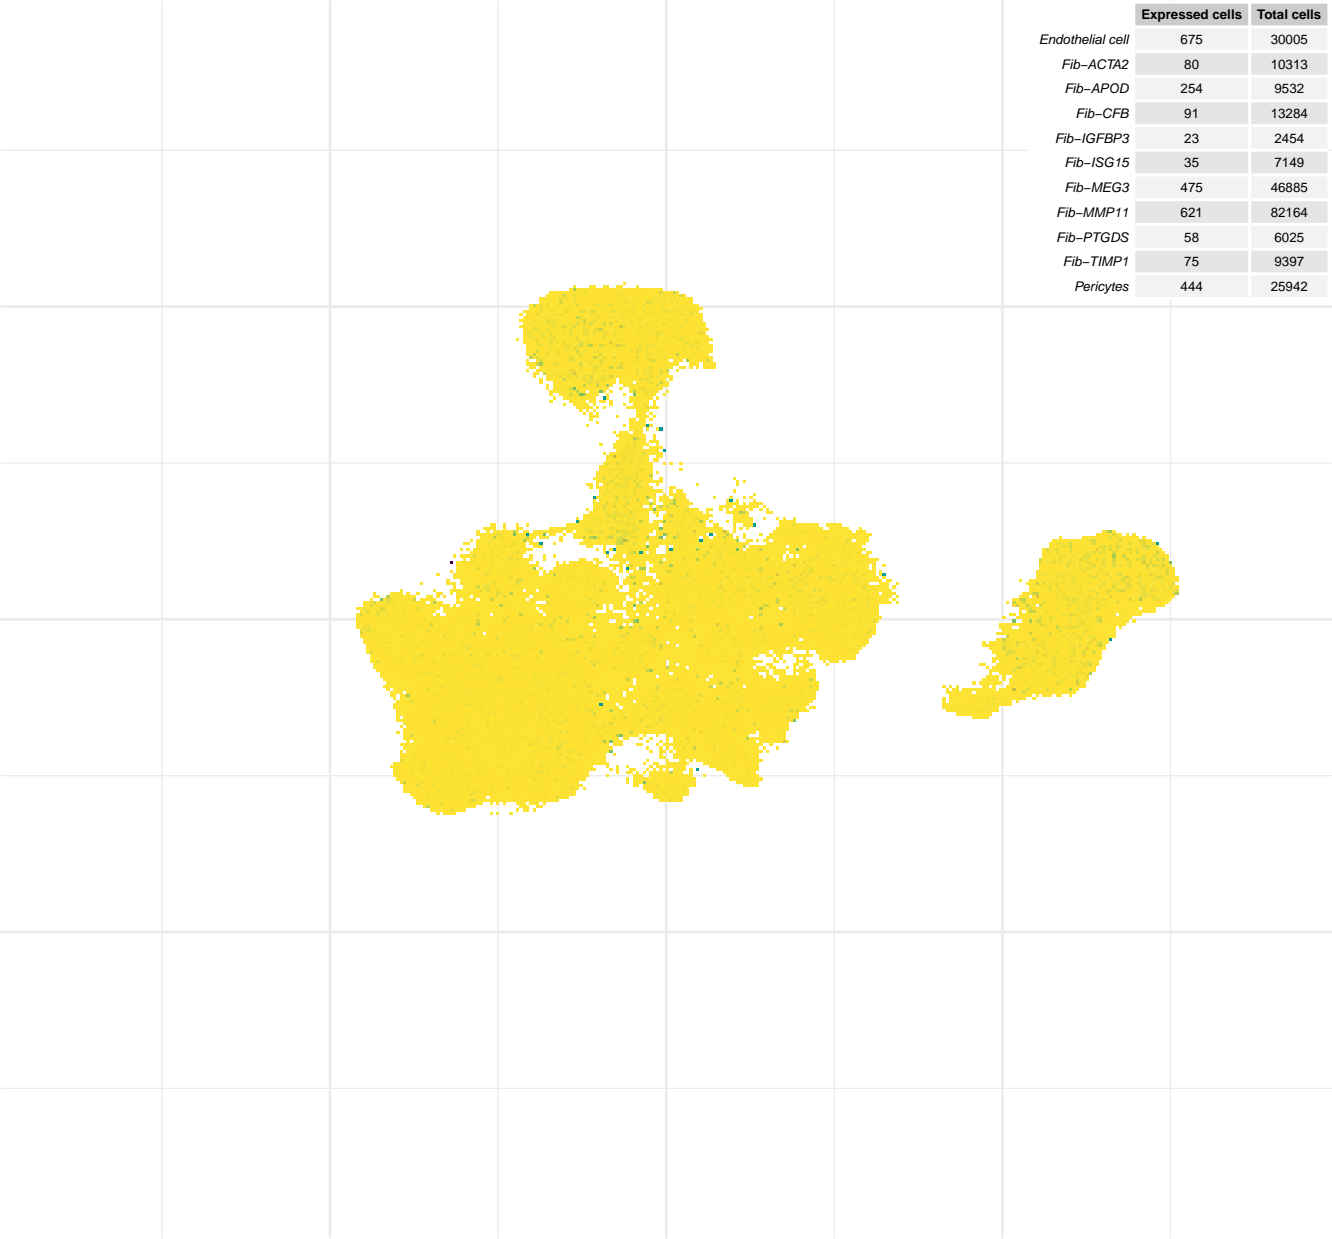 Expressed cells Total cells
Endothelial cell 675 30005
Fib−ACTA2 80 10313
Fib−APOD 254 9532
Fib−CFB 91 13284
Fib−IGFBP3 23 2454
Fib−ISG15 35 7149
Fib−MEG3 475 46885
Fib−MMP11 621 82164
Fib−PTGDS 58 6025
Fib−TIMP1 75 9397
Pericytes 444 25942